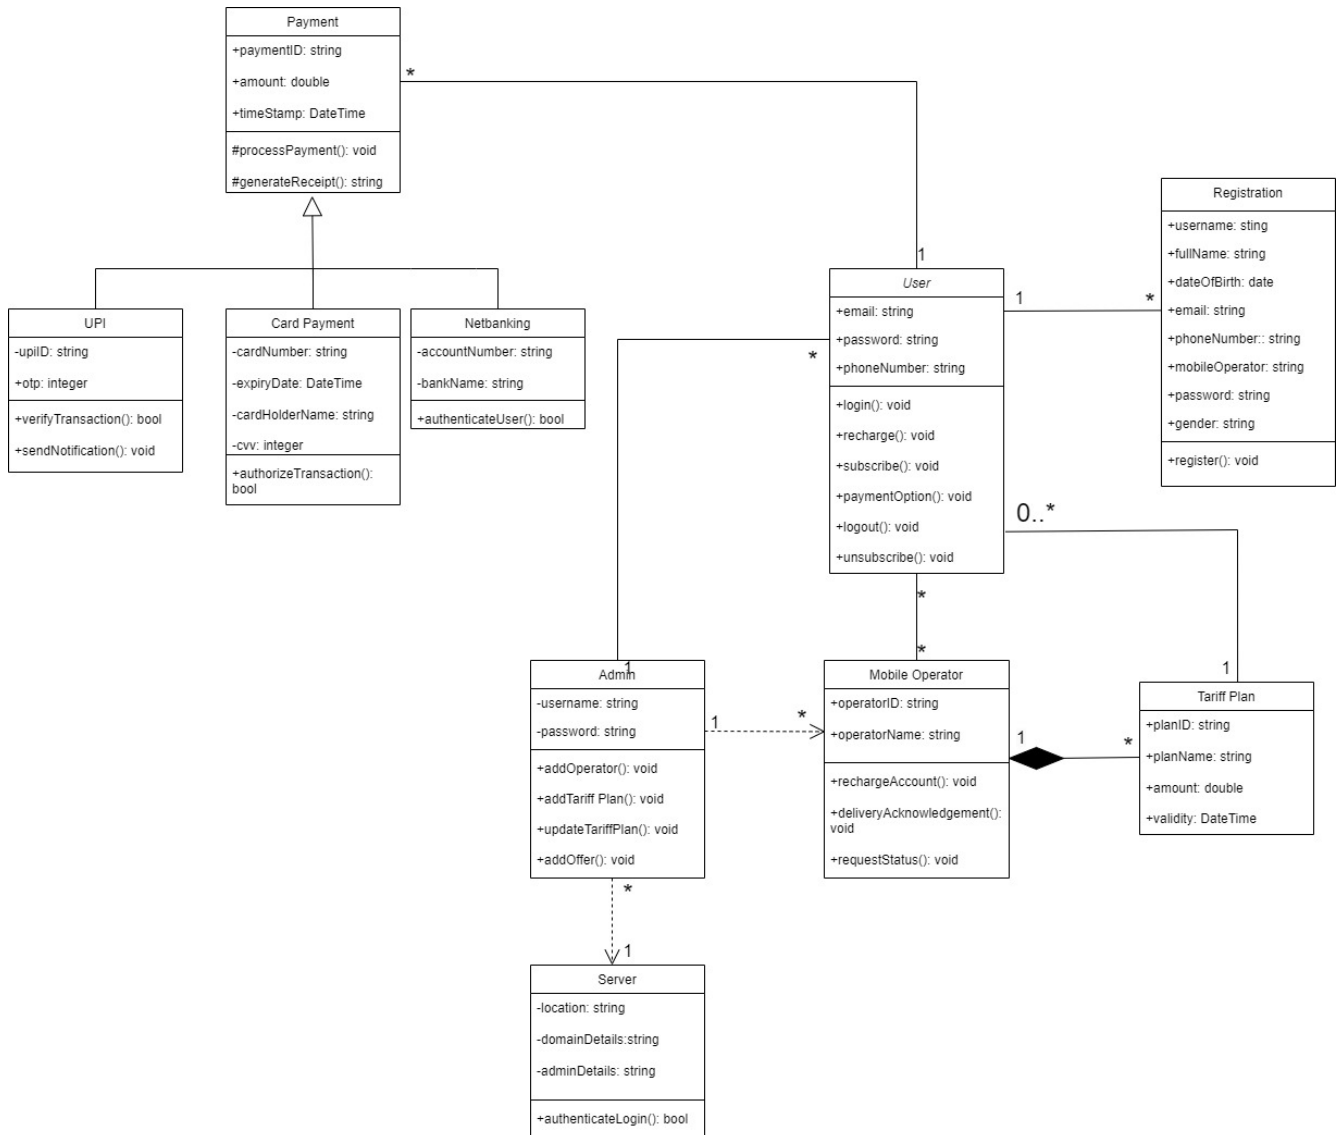 Payment
+paymentID: string
+amount: double
+timeStamp: DateTime
#processPayment(): void
#generateReceipt(): string
*
1
UPI
-upiID: string
+otp: integer
+verifyTransaction(): bool
+sendNotification(): void
Card Payment
-cardNumber: string
-expiryDate: DateTime
-cardHolderName: string
-cvv: integer
+authorizeTransaction():
bool
Netbanking
-accountNumber: string
-bankName: string
+authenticateUser(): bool
User
+email: string
+password: string
+phoneNumber: string
+login(): void
+recharge(): void
+subscribe(): void
+paymentOption(): void
+logout(): void
+unsubscribe(): void
1
*
Registration
+username: sting
+fullName: string
+dateOfBirth: date
+email: string
+phoneNumber:: string
+mobileOperator: string
+password: string
+gender: string
+register(): void
*
1
0..*
1
*
*
Admin
-username: string
-password: string
+addOperator(): void
+addTariff Plan(): void
+updateTariffPlan(): void
+addOffer(): void
1
*
Mobile Operator
+operatorID: string
+operatorName: string
+rechargeAccount(): void
+deliveryAcknowledgement():
void
+requestStatus(): void
1
*
Tariff Plan
+planID: string
+planName: string
+amount: double
+validity: DateTime
*
1
Server
-location: string
-domainDetails:string
-adminDetails: string
+authenticateLogin(): bool